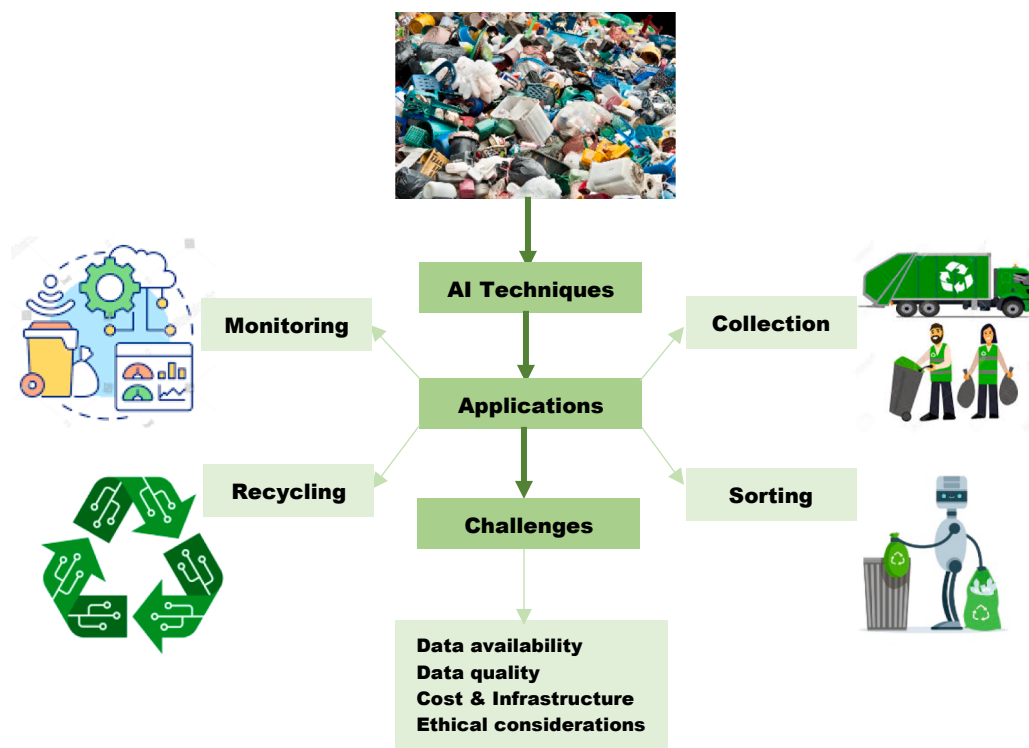 AI Techniques
Monitoring
Collection
Applications
Recycling
Sorting
Challenges
Data availability
Data quality
Cost & Infrastructure
Ethical considerations